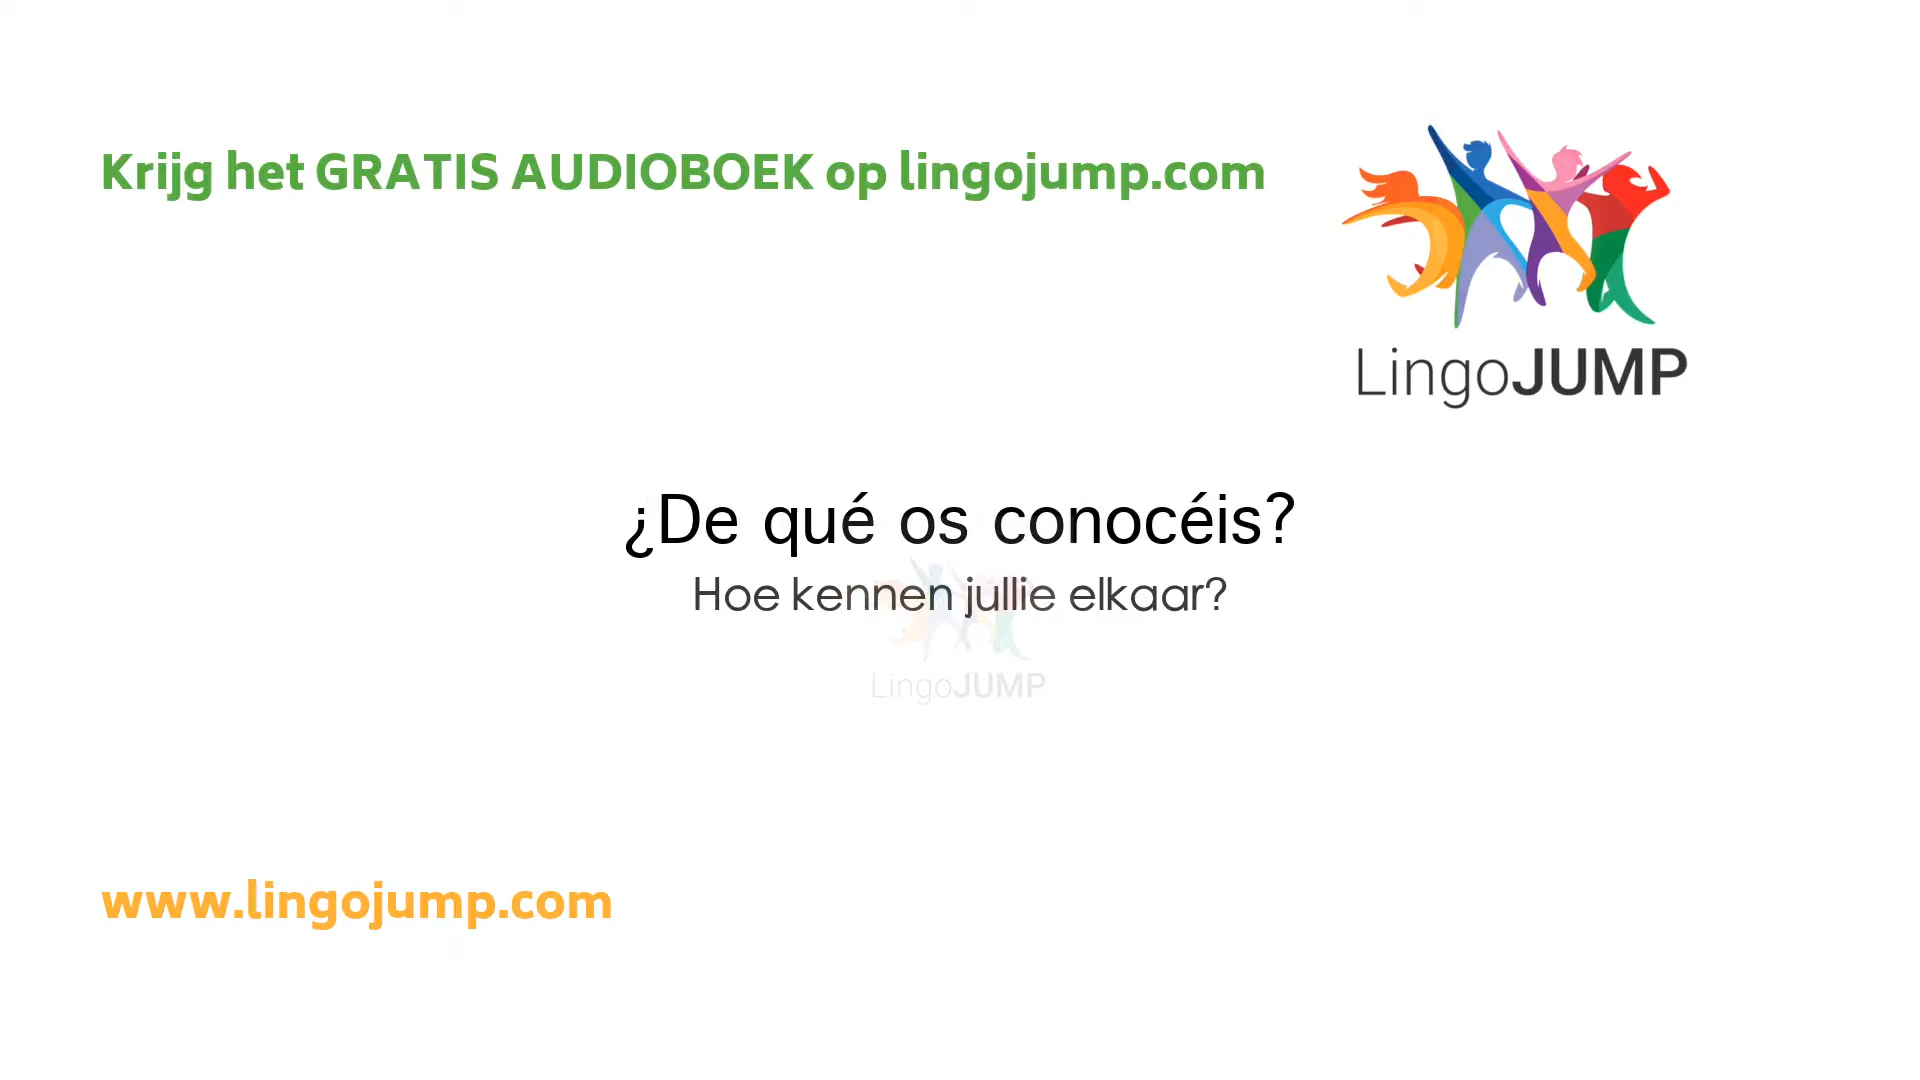 Krijg het GRATIS AUDIOBOEK op lingojump.com
LingoJUMP
¿De qué os conocéis?
Hoe kennen jullie elkaar?
LingoJUMP
www.lingojump.com